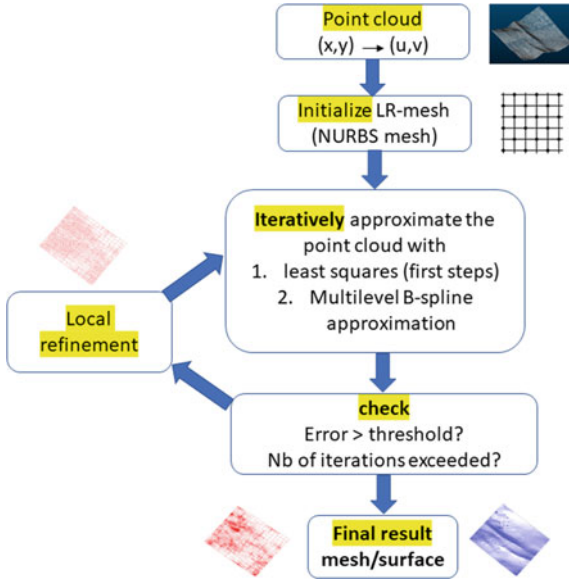 Point cloud
(x,y) → (u,v)
Initialize LR-mesh
(NURBS mesh)
Iteratively approximate the
point cloud with
1. least squares (first steps)
2. Multilevel B-spline
approximation
Local
refinement
check
Error > threshold?
Nb of iterations exceeded?
Final result
mesh/surface